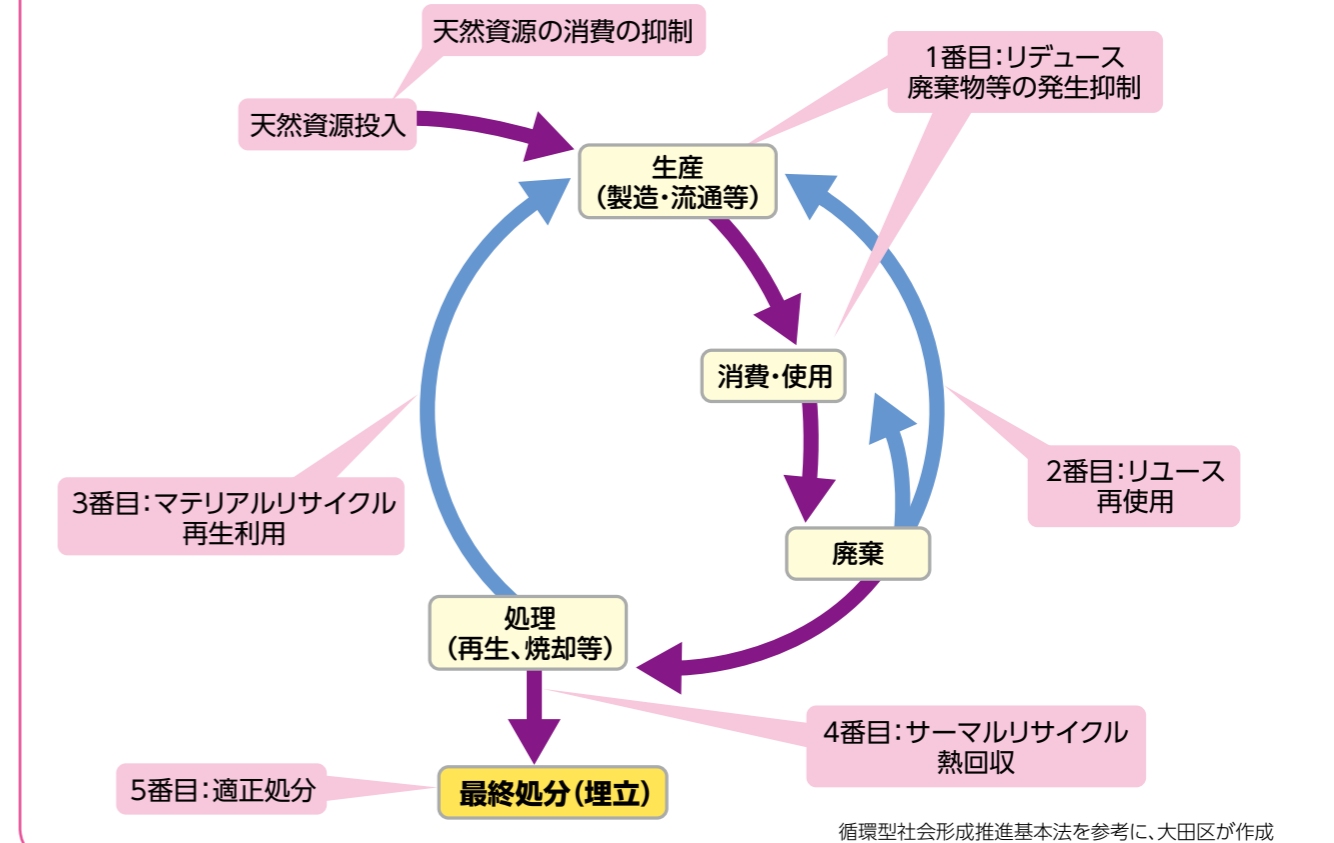 天然資源の消費の抑制
天然資源投入
1番目：リデュース
廃棄物等の発生抑制
生産
（製造・流通等）
消費・使用
3番目：マテリアルリサイクル
再生利用
2番目：リユース
再使用
廃棄
処理
（再生、焼却等）
4番目：サーマルリサイクル
熱回収
5番目：適正処分
最終処分（埋立）
循環型社会形成推進基本法を参考に、大田区が作成